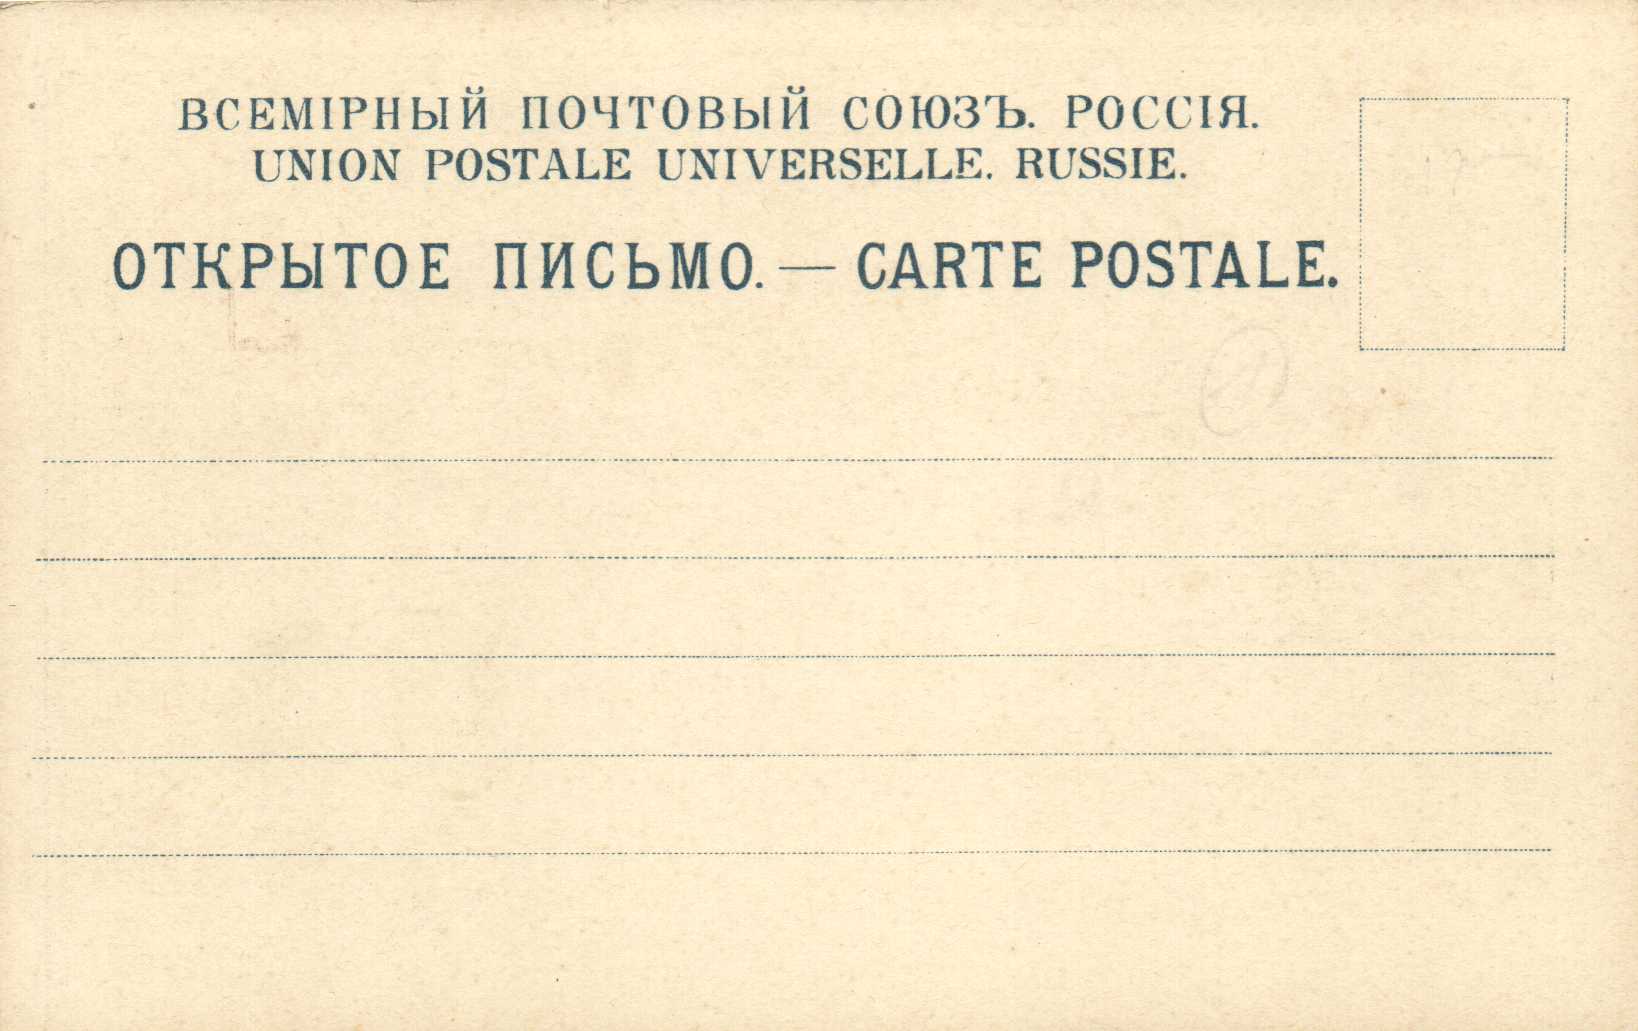 ВСЕМІРНЫЙ ПОЧТОВЫЙ СОЮЗЪ. РОССІЯ.
UNION POSTALE UNIVERSELLE. RUSSIE.
ОТКРЫТОЕ ПИСЬМО. — CARTE POSTALE.